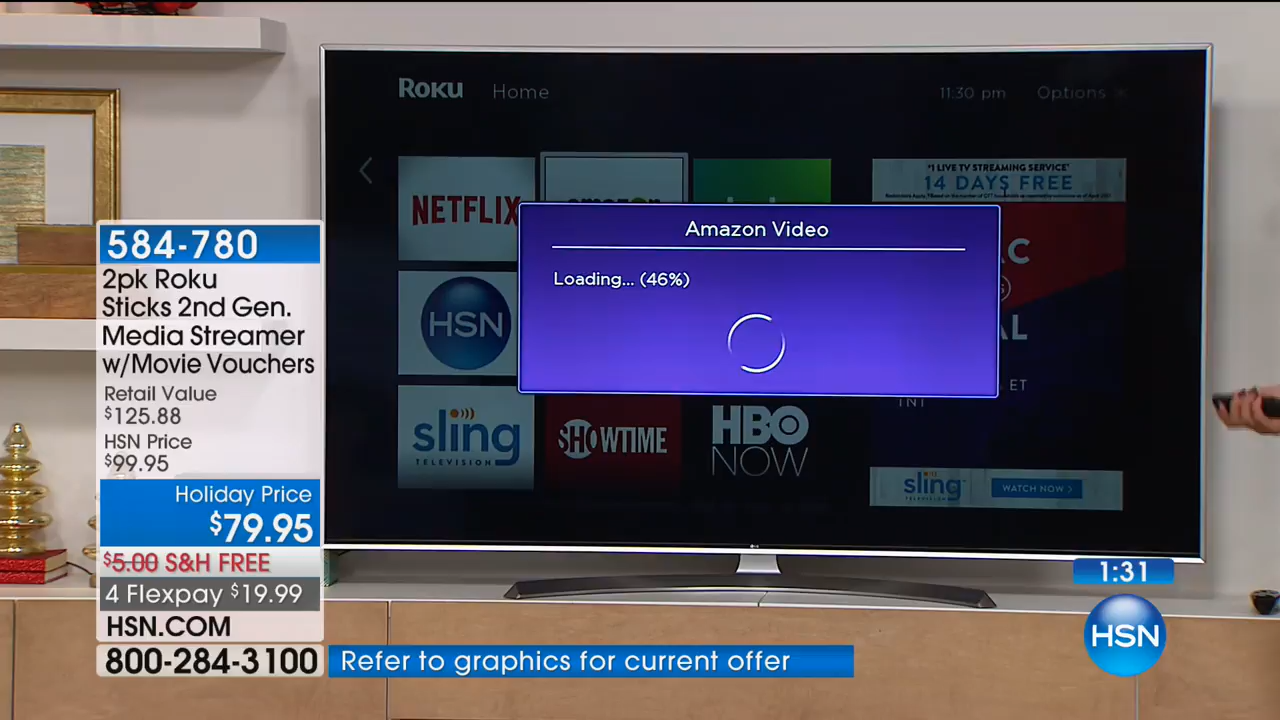 Roku Home 11:30 pm Options
NETFLIX
amazon
#1 LIVE TV STREAMING SERVICE*
14 DAYS FREE
Amazon Video
Loading... (46%)
HSN
sling
TELEVISION
SHOWTIME
HBO
NOW
sling
TELEVISION
WATCH NOW >
584-780
2pk Roku
Sticks 2nd Gen.
Media Streamer
w/Movie Vouchers
Retail Value
$125.88
HSN Price
$99.95
Holiday Price
$79.95
$5.00 S&H FREE
4 Flexpay $19.99
HSN.COM
800-284-3100
Refer to graphics for current offer
1:31
HSN